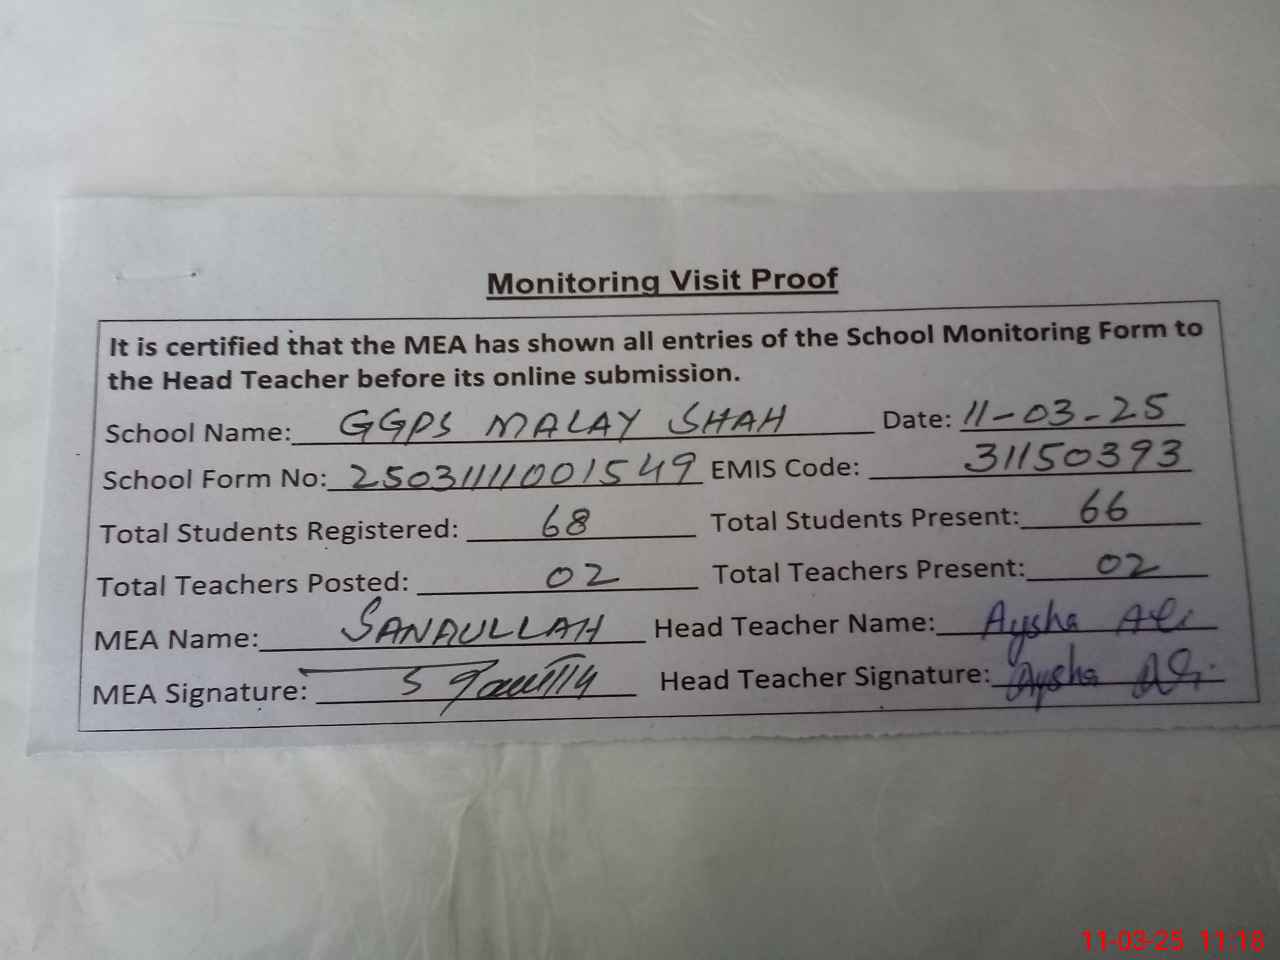 Monitoring Visit Proof
It is certified that the MEA has shown all entries of the School Monitoring Form to
the Head Teacher before its online submission.
School Name: GGPS MALAY SHAH Date: 11-03-25
School Form No: 25031111001549 EMIS Code: 31150393
Total Students Registered: 68 Total Students Present: 66
Total Teachers Posted: 02 Total Teachers Present: 02
MEA Name: SANAULLAH Head Teacher Name: Aysha Ali
MEA Signature: Head Teacher Signature: Aysha Ali
11-03-25 11:18